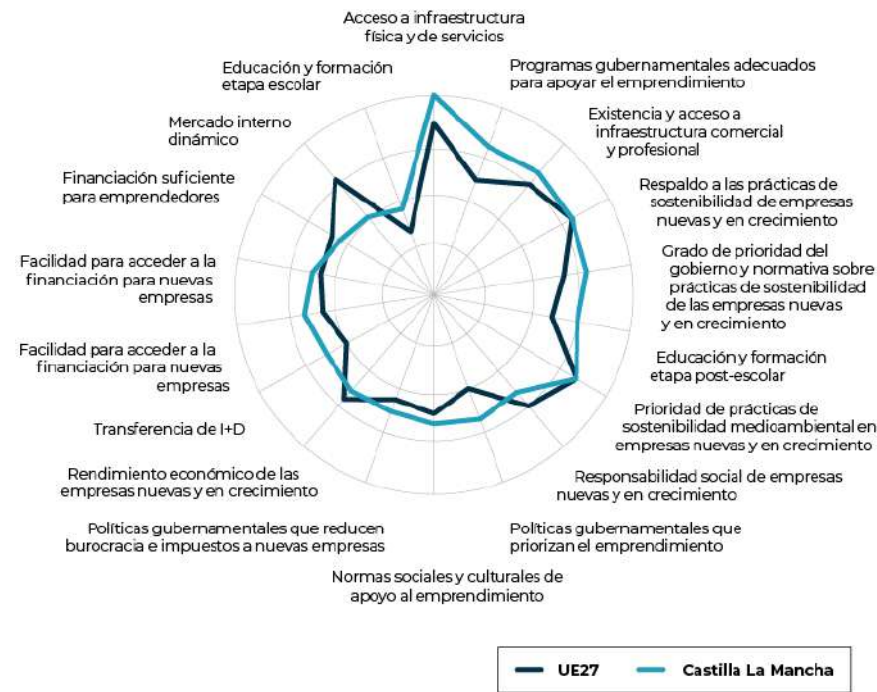 Acceso a infraestructura
física y de servicios
Programas gubernamentales adecuados
para apoyar el emprendimiento
Existencia y acceso a
infraestructura comercial
y profesional
Respaldo a las prácticas de
sostenibilidad de empresas
nuevas y en crecimiento
Grado de prioridad del
gobierno y normativa sobre
prácticas de sostenibilidad
de las empresas nuevas
y en crecimiento
Educación y formación
etapa post-escolar
Prioridad de prácticas de
sostenibilidad medioambiental en
empresas nuevas y en crecimiento
Responsabilidad social de empresas
nuevas y en crecimiento
Políticas gubernamentales que
priorizan el emprendimiento
Normas sociales y culturales de
apoyo al emprendimiento
Políticas gubernamentales que reducen
burocracia e impuestos a nuevas empresas
Rendimiento económico de las
empresas nuevas y en crecimiento
Transferencia de I+D
Facilidad para acceder a la
financiación para nuevas
empresas
Facilidad para acceder a la
financiación para nuevas
empresas
Financiación suficiente
para emprendedores
Mercado interno
dinámico
Educación y formación
etapa escolar
UE27
Castilla La Mancha